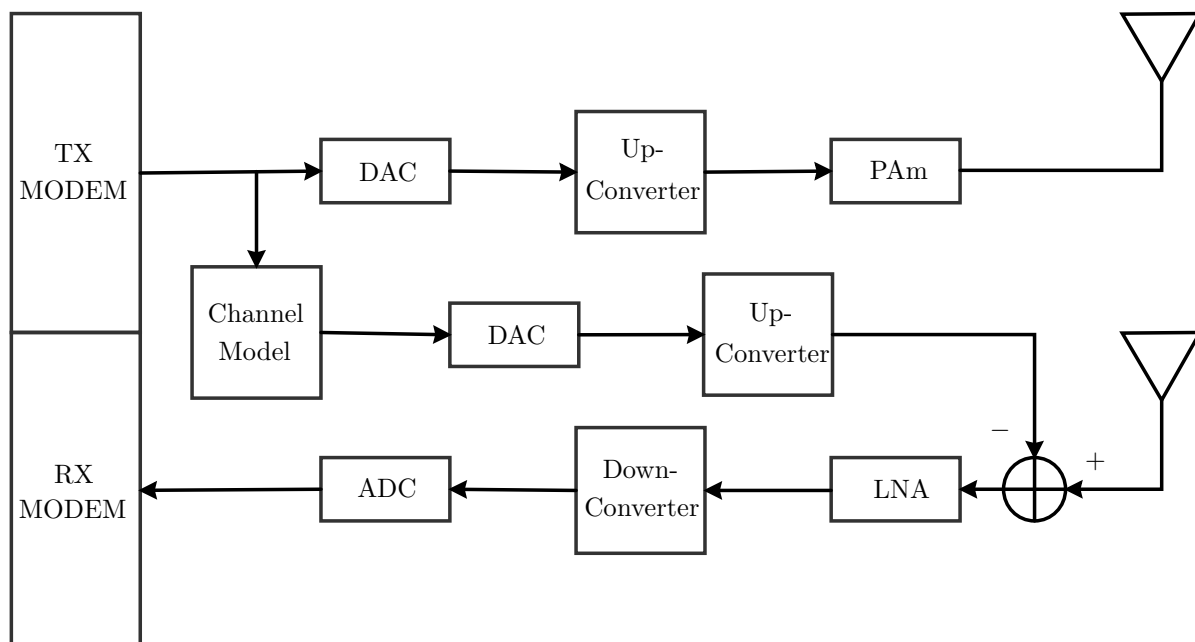 TX
MODEM
DAC
Up-
Converter
PAm
Channel
Model
DAC
Up-
Converter
−
+
RX
MODEM
ADC
Down-
Converter
LNA